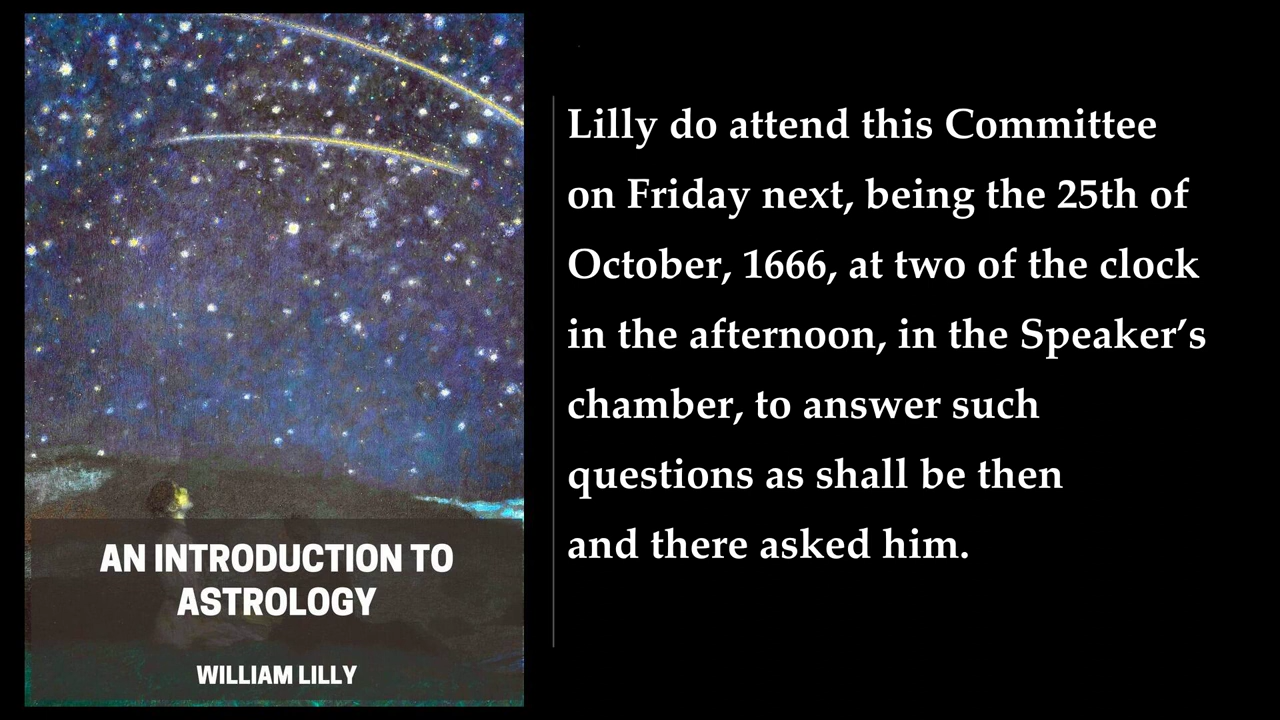 Lilly do attend this Committee
on Friday next, being the 25th of
October, 1666, at two of the clock
in the afternoon, in the Speaker’s
chamber, to answer such
questions as shall be then
and there asked him.
AN INTRODUCTION TO
ASTROLOGY
WILLIAM LILLY